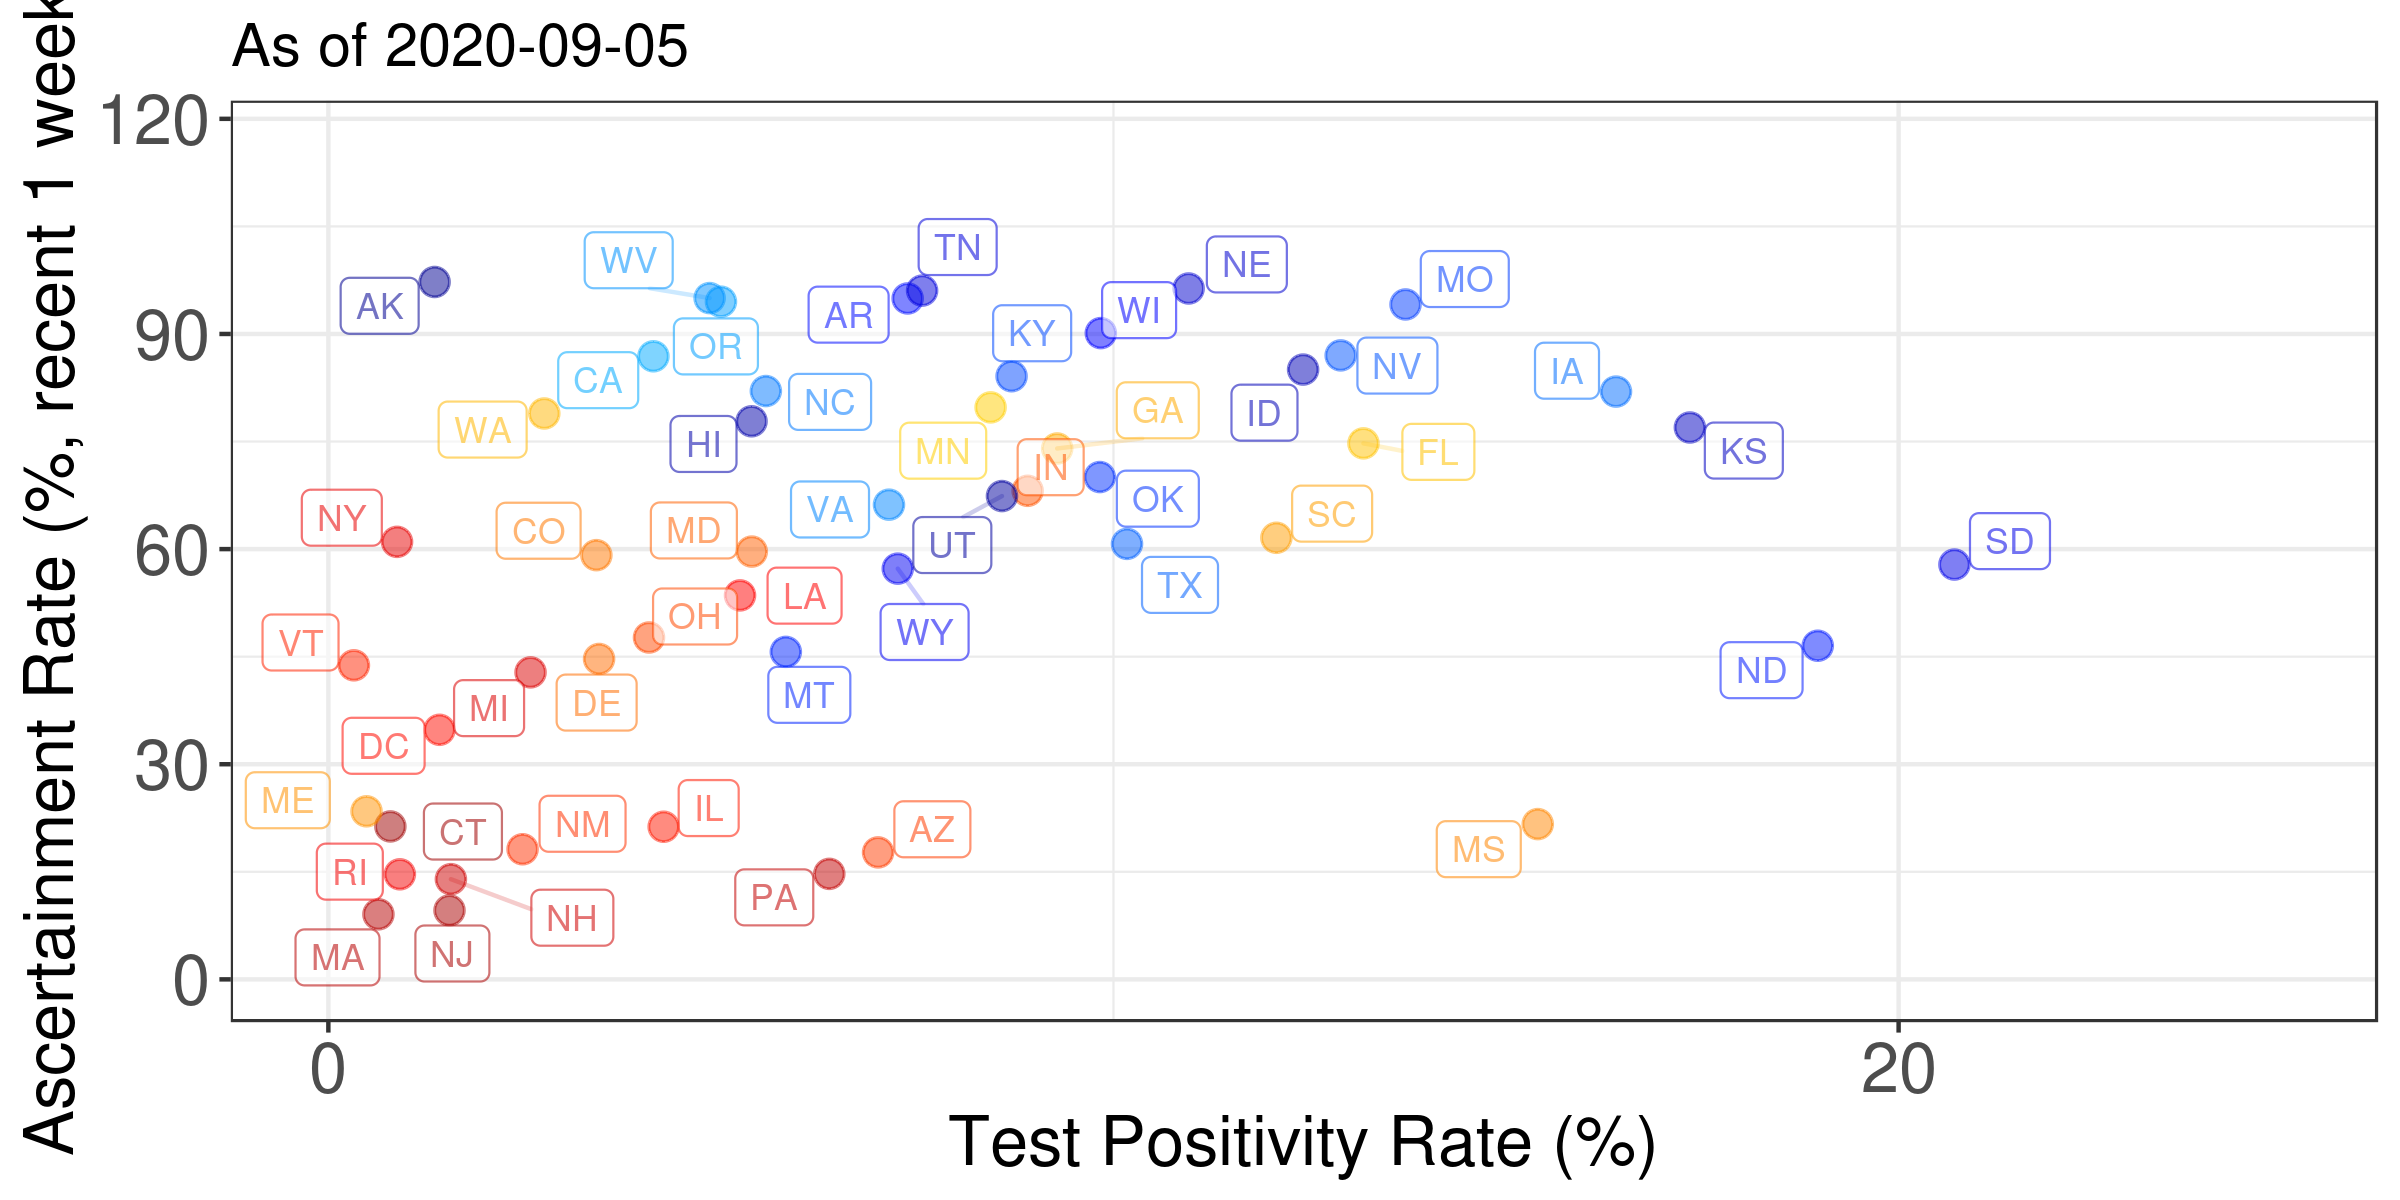 As of 2020-09-05
Ascertainment Rate (%, recent 1 week
120
90
60
30
0
TN
WV
NE
MO
AK
AR
WI
KY
OR
CA
NV
IA
NC
GA
ID
WA
HI
MN
FL
KS
IN
OK
VA
NY
CO
MD
SC
UT
SD
TX
LA
OH
VT
WY
ND
MI
DE
MT
DC
ME
IL
CT
NM
AZ
MS
RI
PA
NH
MA
NJ
0
20
Test Positivity Rate (%)